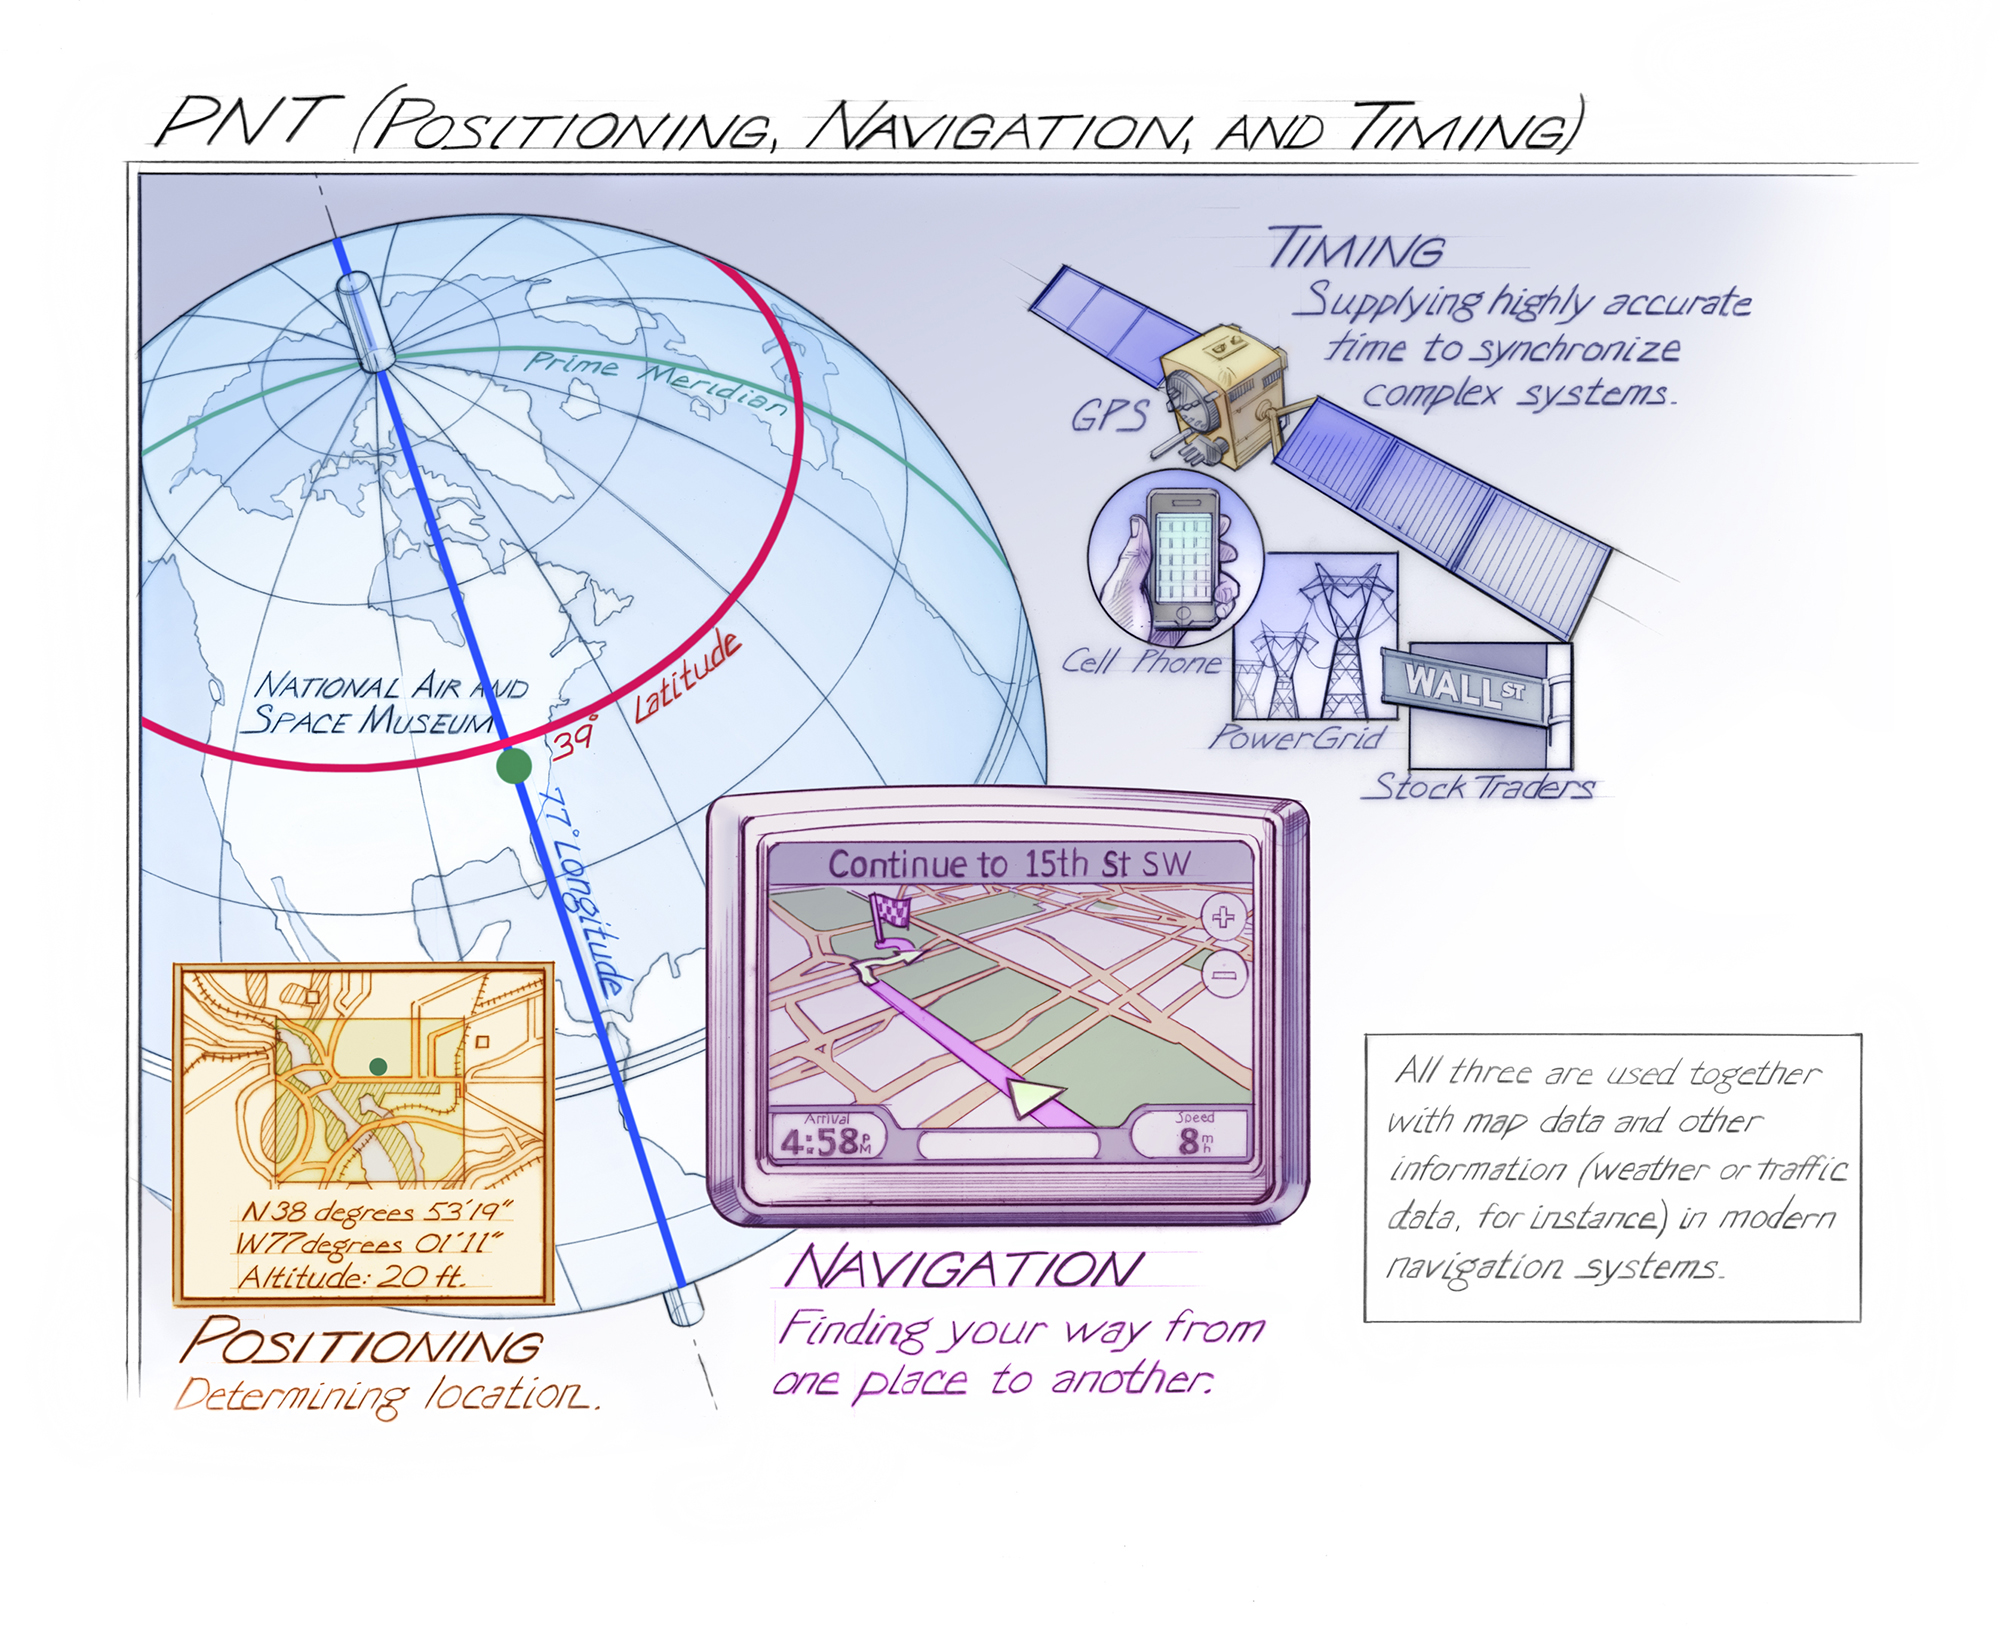 PNT (POSITIONING, NAVIGATION, AND TIMING)
Prime Meridian
NATIONAL AIR AND
SPACE MUSEUM
39° Latitude
77° Longitude
N 38 degrees 53'19"
W77 degrees 01'11"
Altitude: 20 ft.
POSITIONING
Determining location.
TIMING
Supplying highly accurate
time to synchronize
complex systems.
GPS
Cell Phone
Power Grid
WALL ST
Stock Traders
Continue to 15th St SW
+
−
Arrival
4:58 PM
Speed
8 mh
NAVIGATION
Finding your way from
one place to another.
All three are used together
with map data and other
information (weather or traffic
data, for instance) in modern
navigation systems.